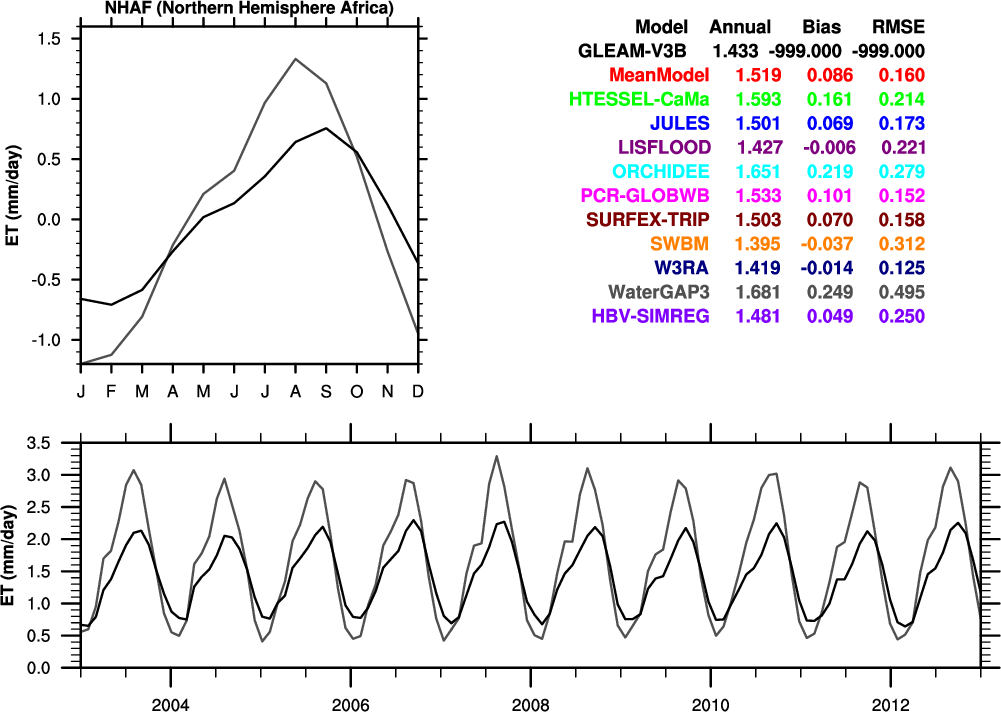 NHAF (Northern Hemisphere Africa)
ET (mm/day)
1.5
1.0
0.5
0.0
-0.5
-1.0
J F M A M J J A S O N D
Model Annual Bias RMSE
GLEAM-V3B 1.433 -999.000 -999.000
MeanModel 1.519 0.086 0.160
HTESSEL-CaMa 1.593 0.161 0.214
JULES 1.501 0.069 0.173
LISFLOOD 1.427 -0.006 0.221
ORCHIDEE 1.651 0.219 0.279
PCR-GLOBWB 1.533 0.101 0.152
SURFEX-TRIP 1.503 0.070 0.158
SWBM 1.395 -0.037 0.312
W3RA 1.419 -0.014 0.125
WaterGAP3 1.681 0.249 0.495
HBV-SIMREG 1.481 0.049 0.250
ET (mm/day)
3.5
3.0
2.5
2.0
1.5
1.0
0.5
0.0
2004 2006 2008 2010 2012